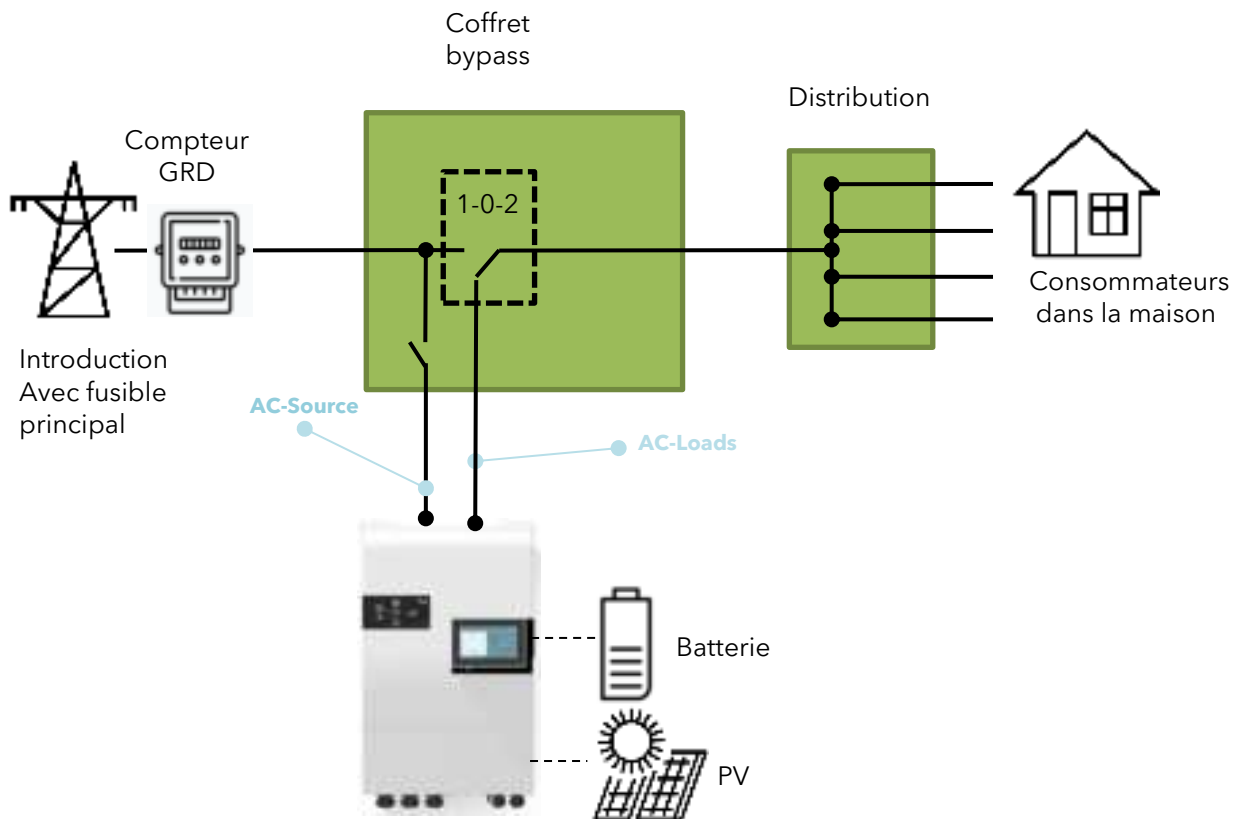 Coffret
bypass
Distribution
Compteur
GRD
1-0-2
Consommateurs
dans la maison
Introduction
Avec fusible
principal
AC-Source
AC-Loads
Batterie
PV